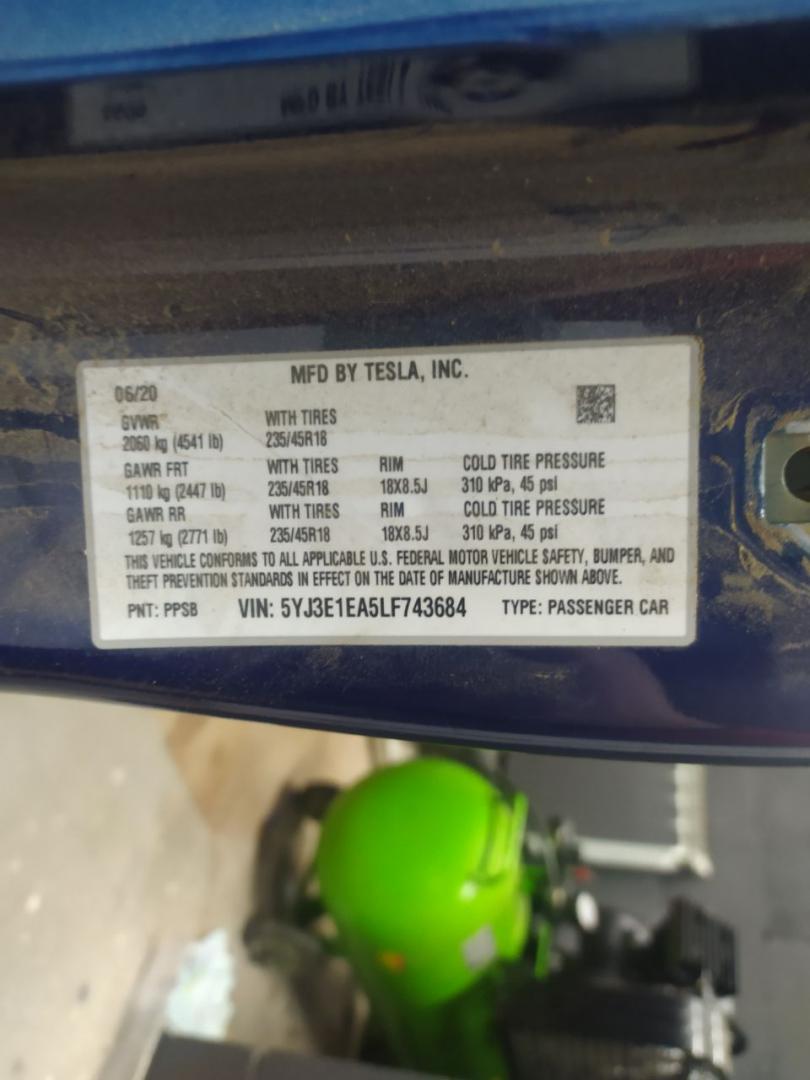 MFD BY TESLA, INC.
06/20
GVWR WITH TIRES
2060 kg (4541 lb) 235/45R18
GAWR FRT WITH TIRES RIM COLD TIRE PRESSURE
1110 kg (2447 lb) 235/45R18 18X8.5J 310 kPa, 45 psi
GAWR RR WITH TIRES RIM COLD TIRE PRESSURE
1257 kg (2771 lb) 235/45R18 18X8.5J 310 kPa, 45 psi
THIS VEHICLE CONFORMS TO ALL APPLICABLE U.S. FEDERAL MOTOR VEHICLE SAFETY, BUMPER, AND
THEFT PREVENTION STANDARDS IN EFFECT ON THE DATE OF MANUFACTURE SHOWN ABOVE.
PNT: PPSB VIN: 5YJ3E1EA5LF743684 TYPE: PASSENGER CAR